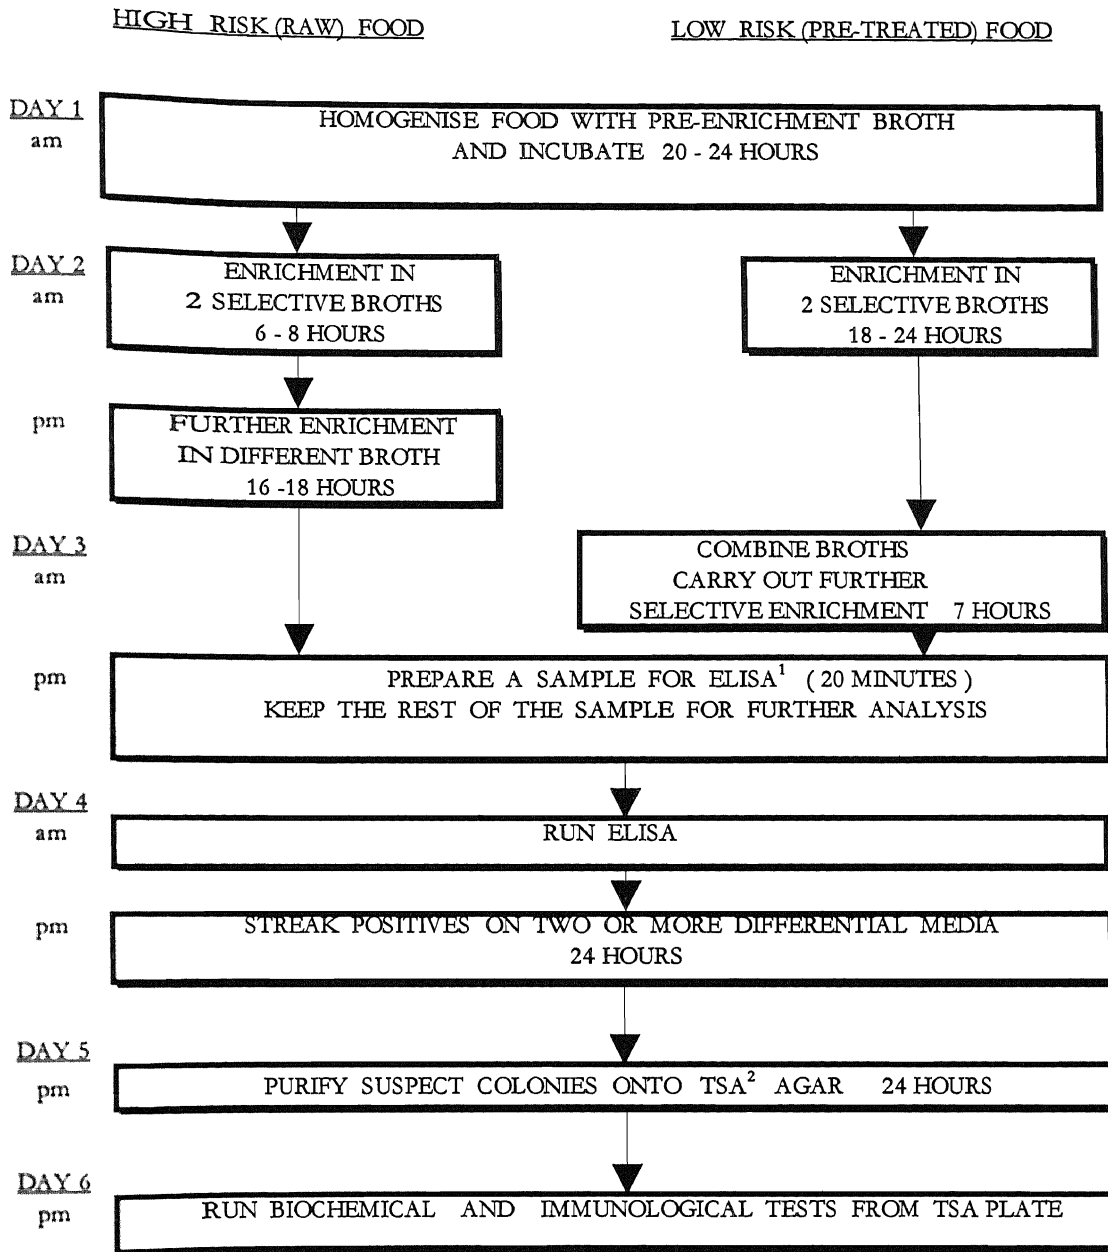 HIGH RISK (RAW) FOOD
LOW RISK (PRE-TREATED) FOOD
DAY 1
am
HOMOGENISE FOOD WITH PRE-ENRICHMENT BROTH
AND INCUBATE 20 - 24 HOURS
DAY 2
am
ENRICHMENT IN
2 SELECTIVE BROTHS
6 - 8 HOURS
ENRICHMENT IN
2 SELECTIVE BROTHS
18 - 24 HOURS
pm
FURTHER ENRICHMENT
IN DIFFERENT BROTH
16 -18 HOURS
DAY 3
am
COMBINE BROTHS
CARRY OUT FURTHER
SELECTIVE ENRICHMENT 7 HOURS
pm
PREPARE A SAMPLE FOR ELISA¹ ( 20 MINUTES )
KEEP THE REST OF THE SAMPLE FOR FURTHER ANALYSIS
DAY 4
am
RUN ELISA
pm
STREAK POSITIVES ON TWO OR MORE DIFFERENTIAL MEDIA
24 HOURS
DAY 5
pm
PURIFY SUSPECT COLONIES ONTO TSA² AGAR 24 HOURS
DAY 6
pm
RUN BIOCHEMICAL AND IMMUNOLOGICAL TESTS FROM TSA PLATE